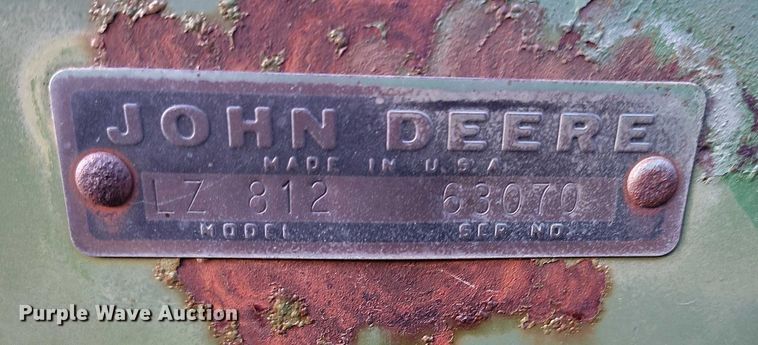 JOHN DEERE
MADE IN U.S.A.
LZ 812 63070
MODEL SER NO.
Purple Wave Auction